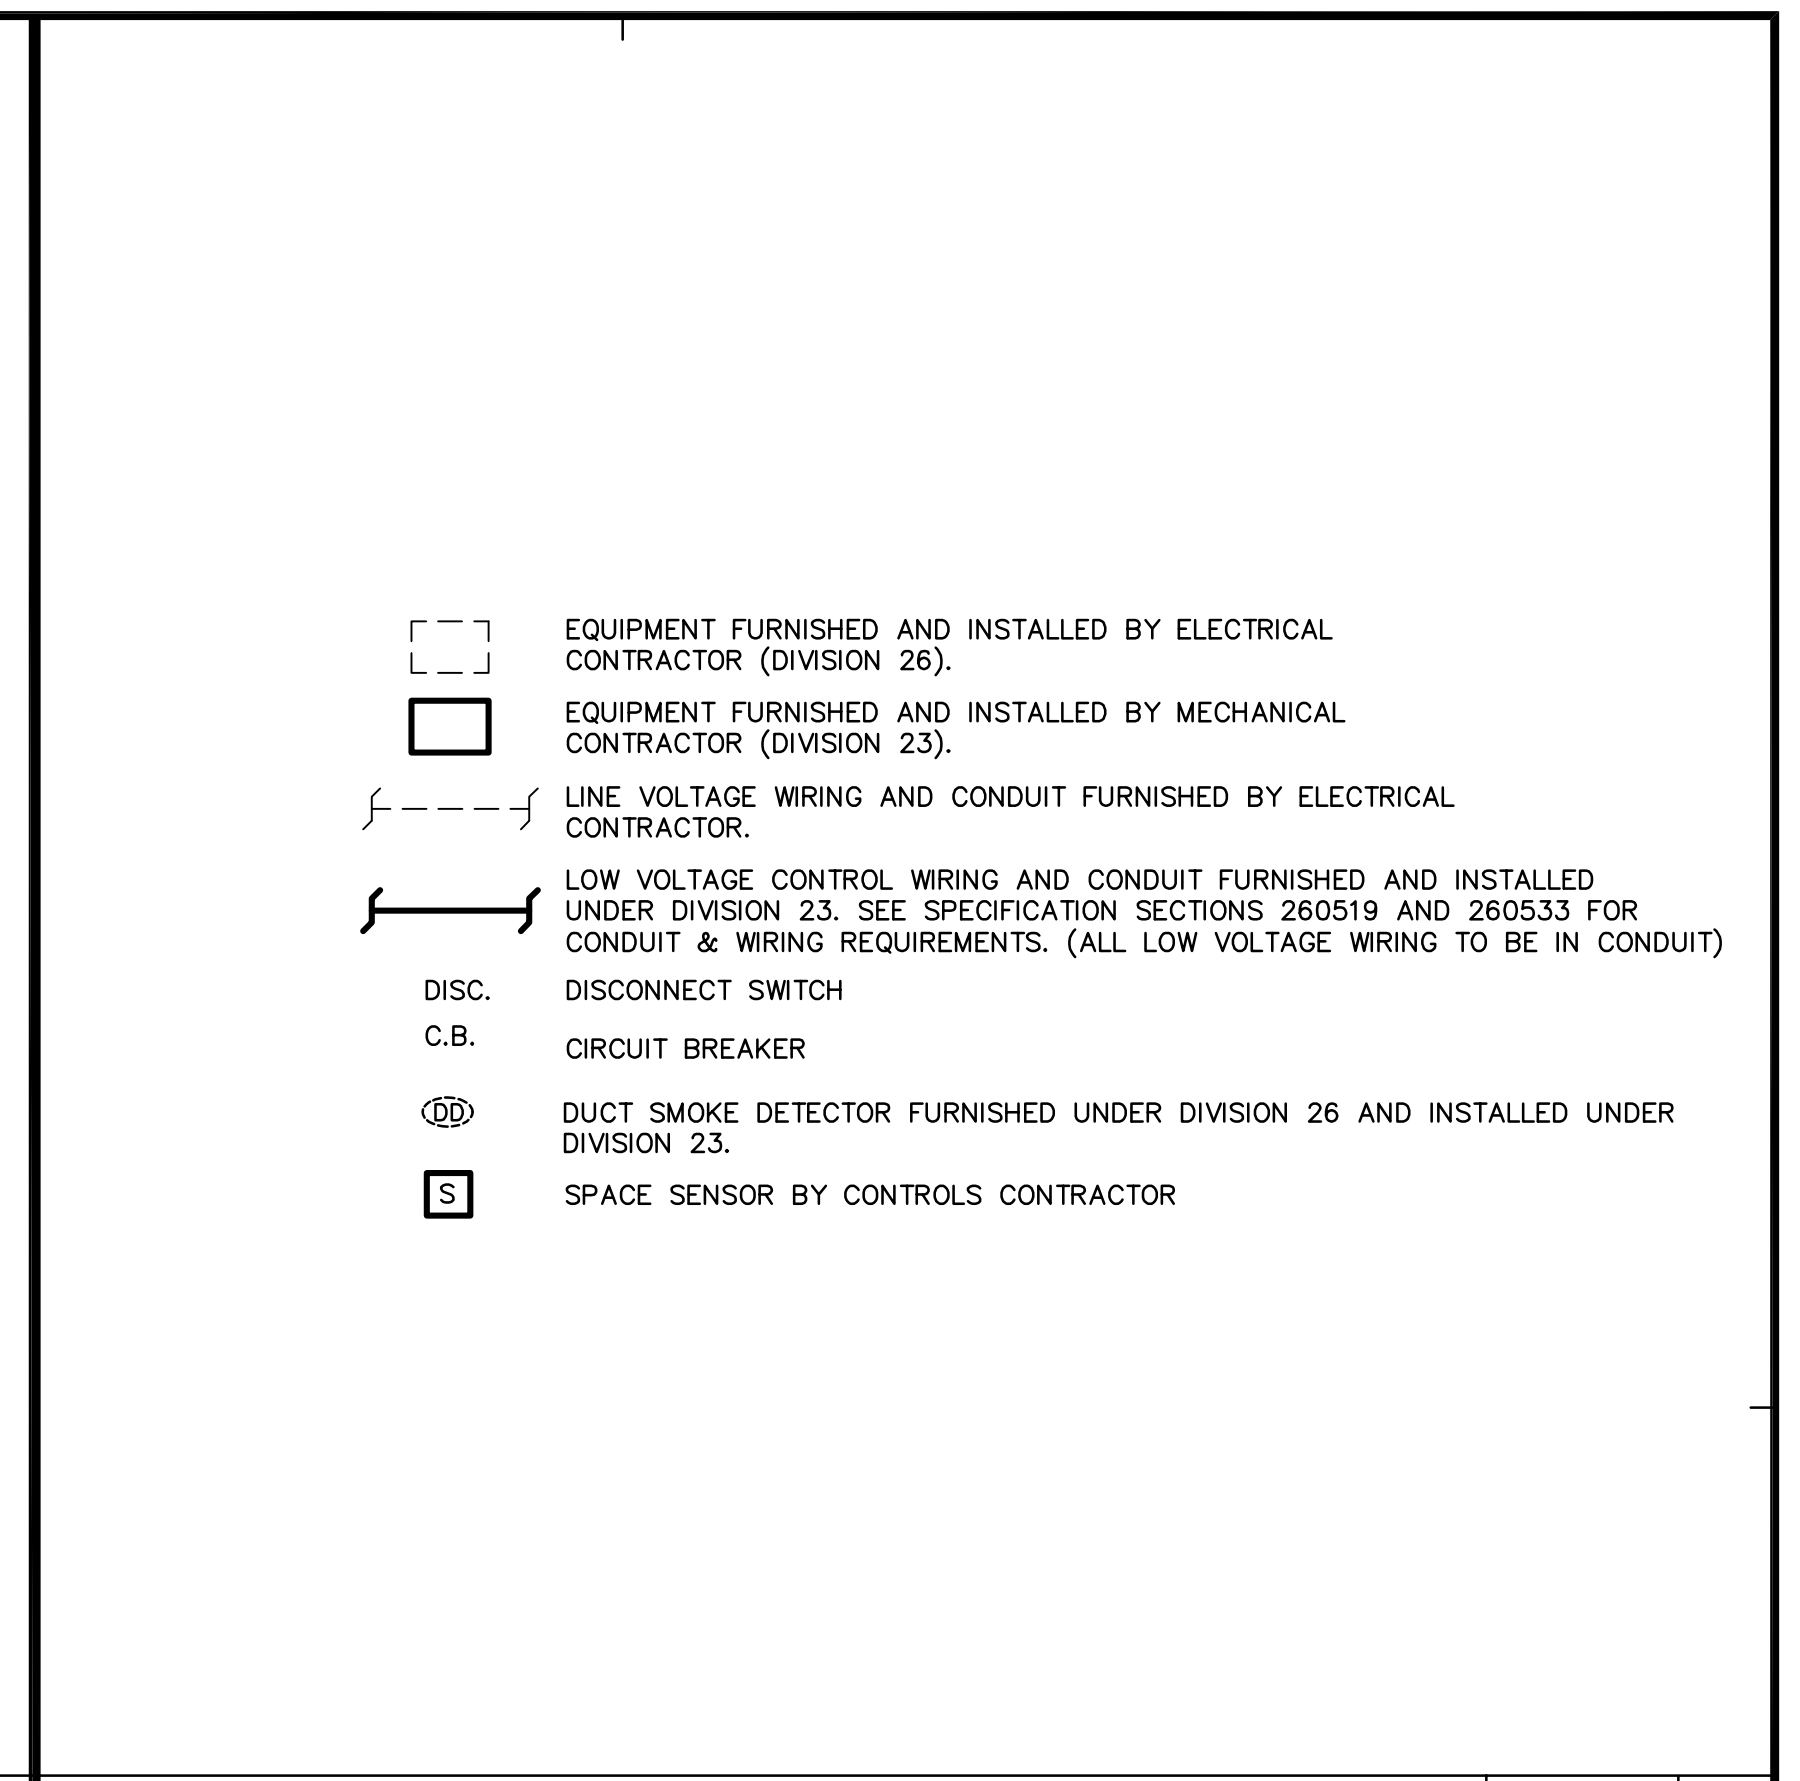 EQUIPMENT FURNISHED AND INSTALLED BY ELECTRICAL
CONTRACTOR (DIVISION 26).
EQUIPMENT FURNISHED AND INSTALLED BY MECHANICAL
CONTRACTOR (DIVISION 23).
LINE VOLTAGE WIRING AND CONDUIT FURNISHED BY ELECTRICAL
CONTRACTOR.
LOW VOLTAGE CONTROL WIRING AND CONDUIT FURNISHED AND INSTALLED
UNDER DIVISION 23. SEE SPECIFICATION SECTIONS 260519 AND 260533 FOR
CONDUIT & WIRING REQUIREMENTS. (ALL LOW VOLTAGE WIRING TO BE IN CONDUIT)
DISC. DISCONNECT SWITCH
C.B. CIRCUIT BREAKER
DD DUCT SMOKE DETECTOR FURNISHED UNDER DIVISION 26 AND INSTALLED UNDER
DIVISION 23.
S SPACE SENSOR BY CONTROLS CONTRACTOR